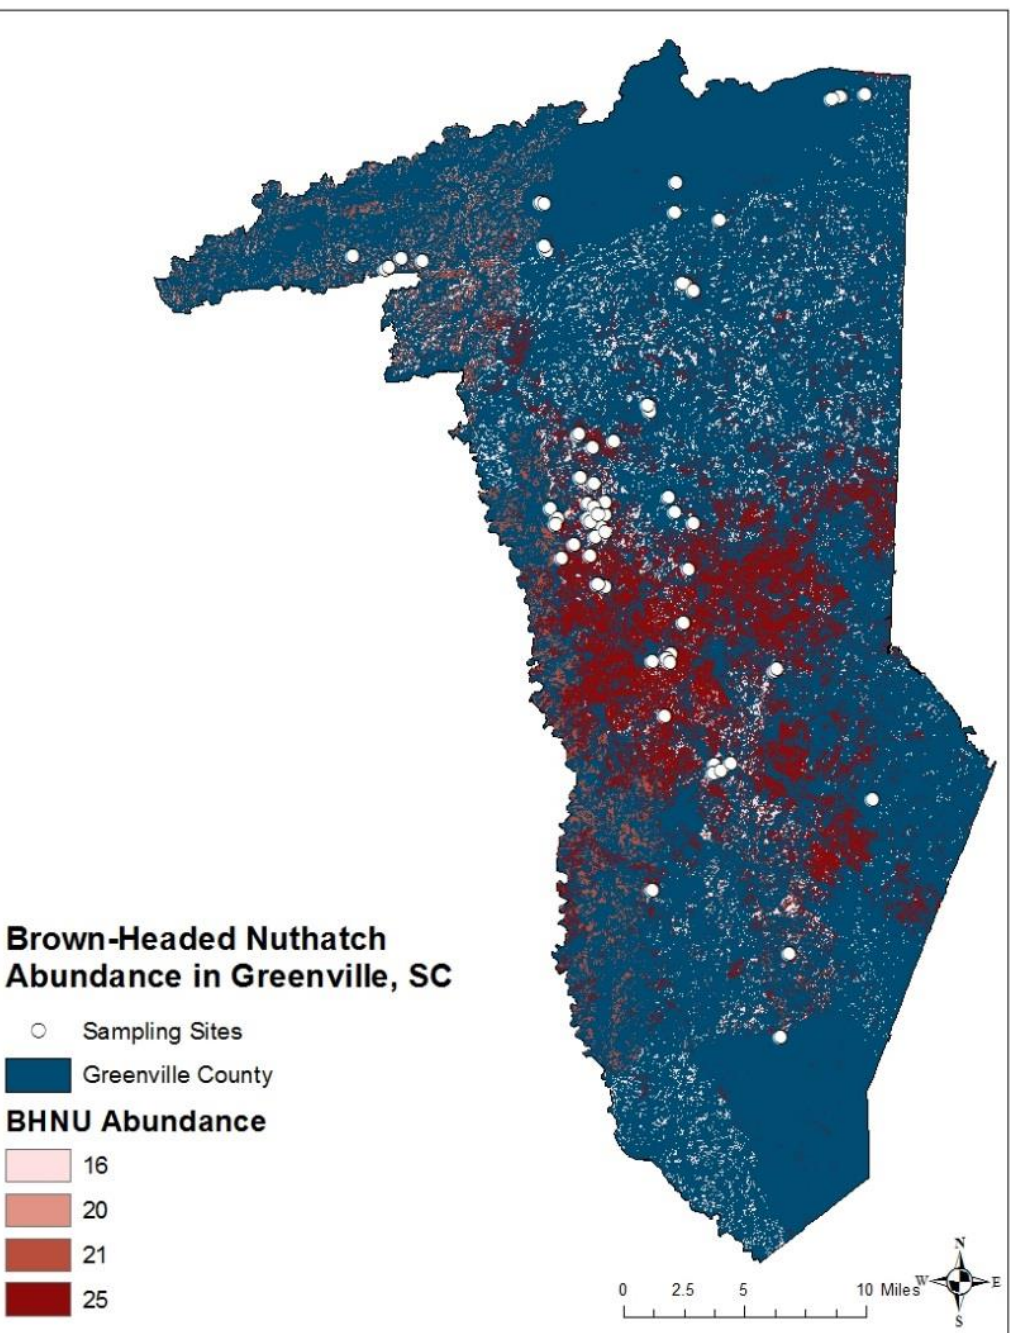 Brown-Headed Nuthatch
Abundance in Greenville, SC
Sampling Sites
Greenville County
BHNU Abundance
16
20
21
25
0 2.5 5 10 Miles
N
W E
S